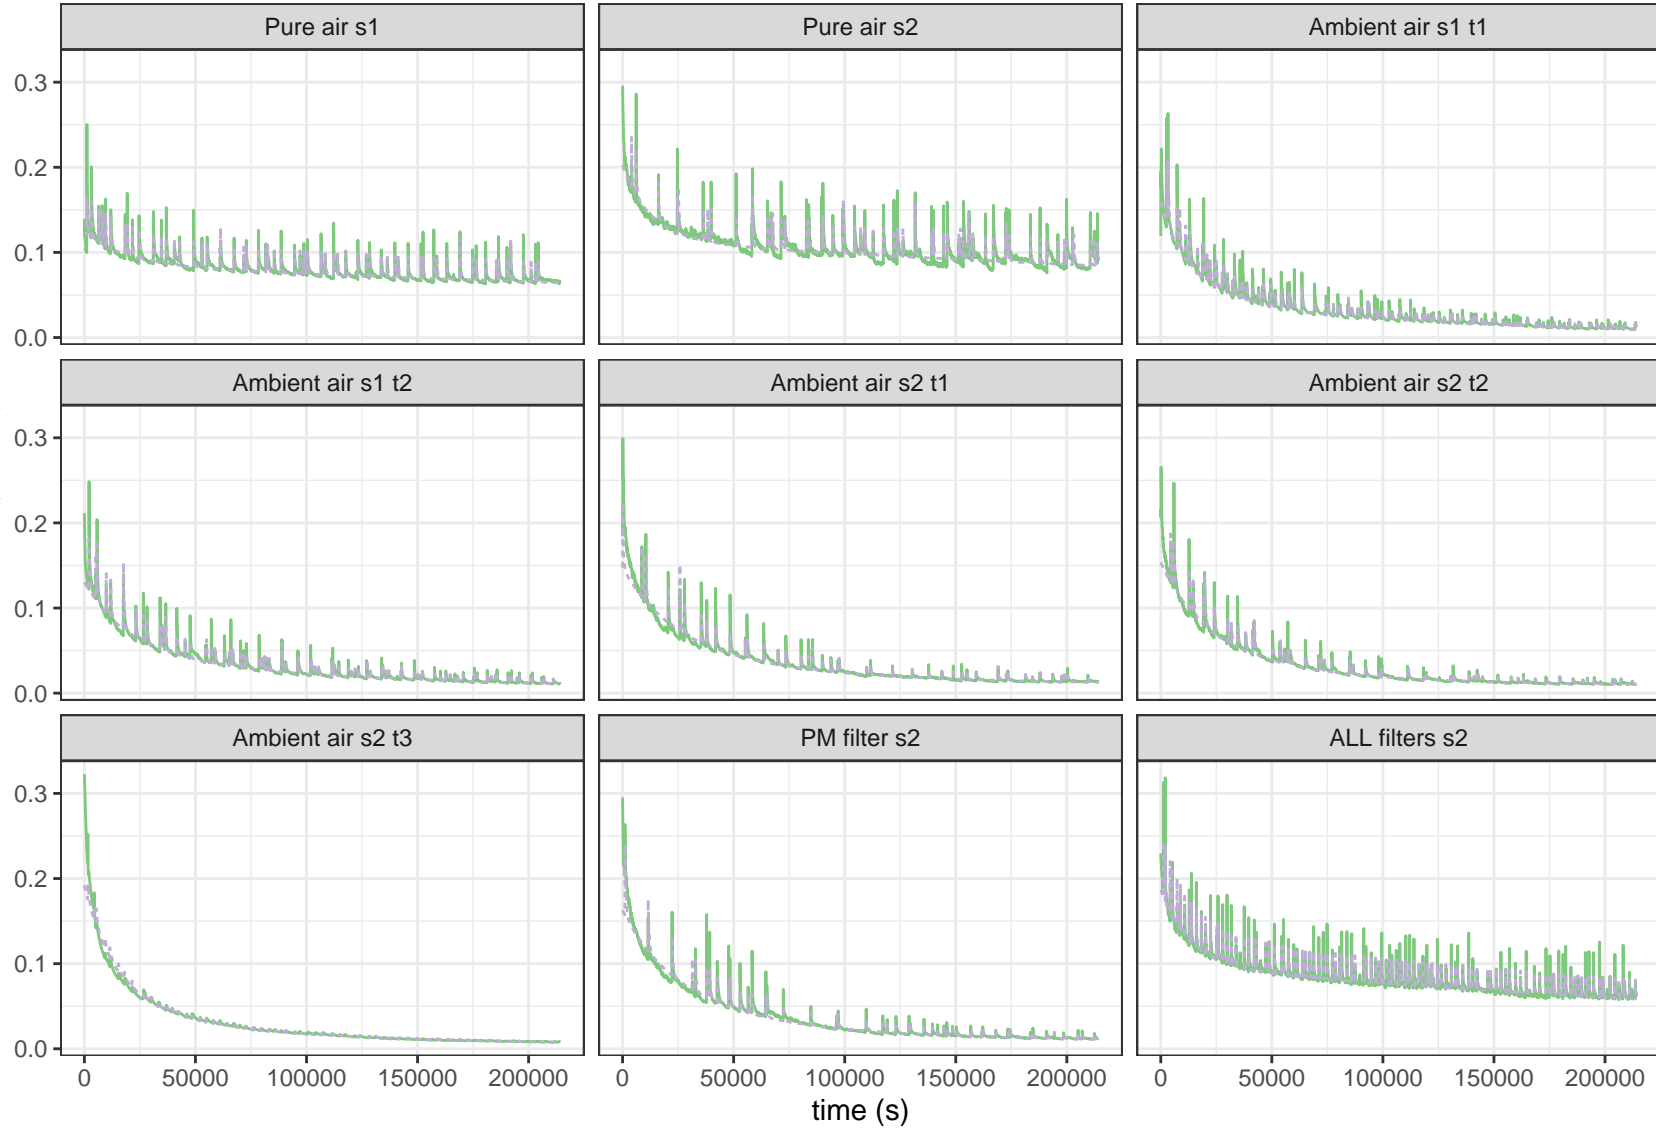 Pure air s1
Pure air s2
Ambient air s1 t1
0.3
0.2
0.1
0.0
Ambient air s1 t2
Ambient air s2 t1
Ambient air s2 t2
0.3
0.2
0.1
0.0
Ambient air s2 t3
PM filter s2
ALL filters s2
0.3
0.2
0.1
0.0
0 50000 100000 150000 200000
0 50000 100000 150000 200000
0 50000 100000 150000 200000
time (s)